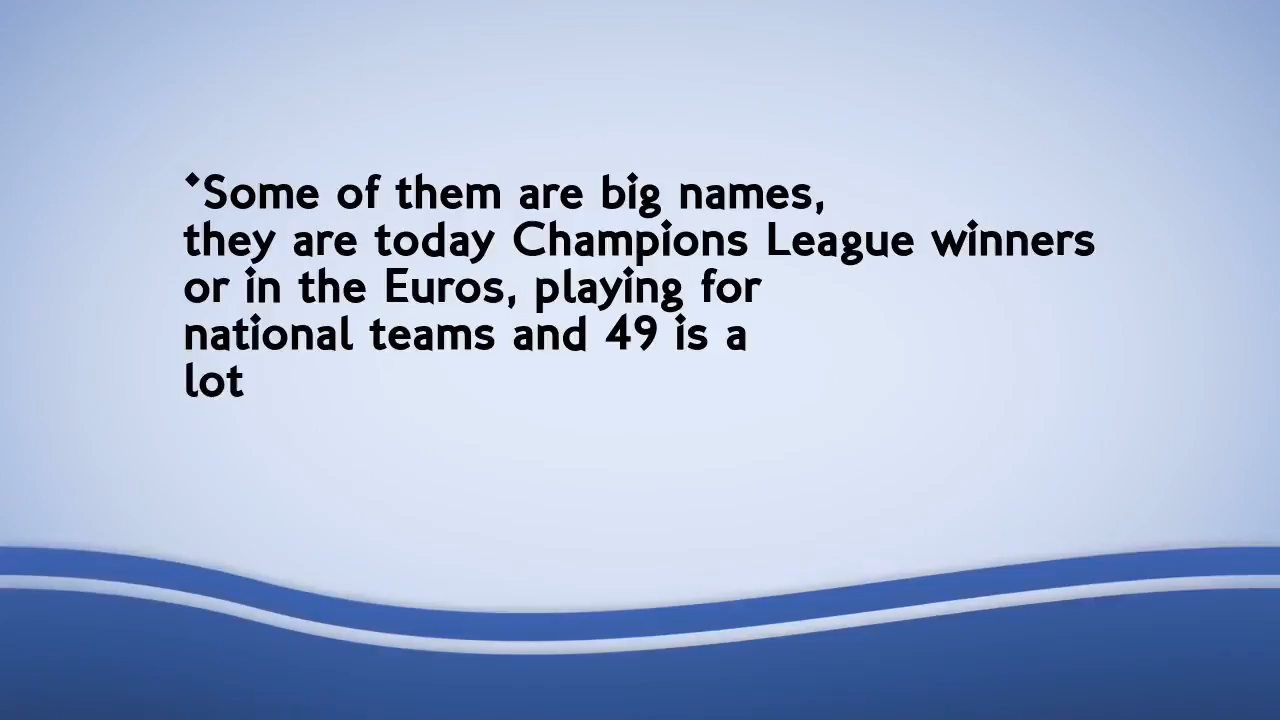 •Some of them are big names,
they are today Champions League winners
or in the Euros, playing for
national teams and 49 is a
lot